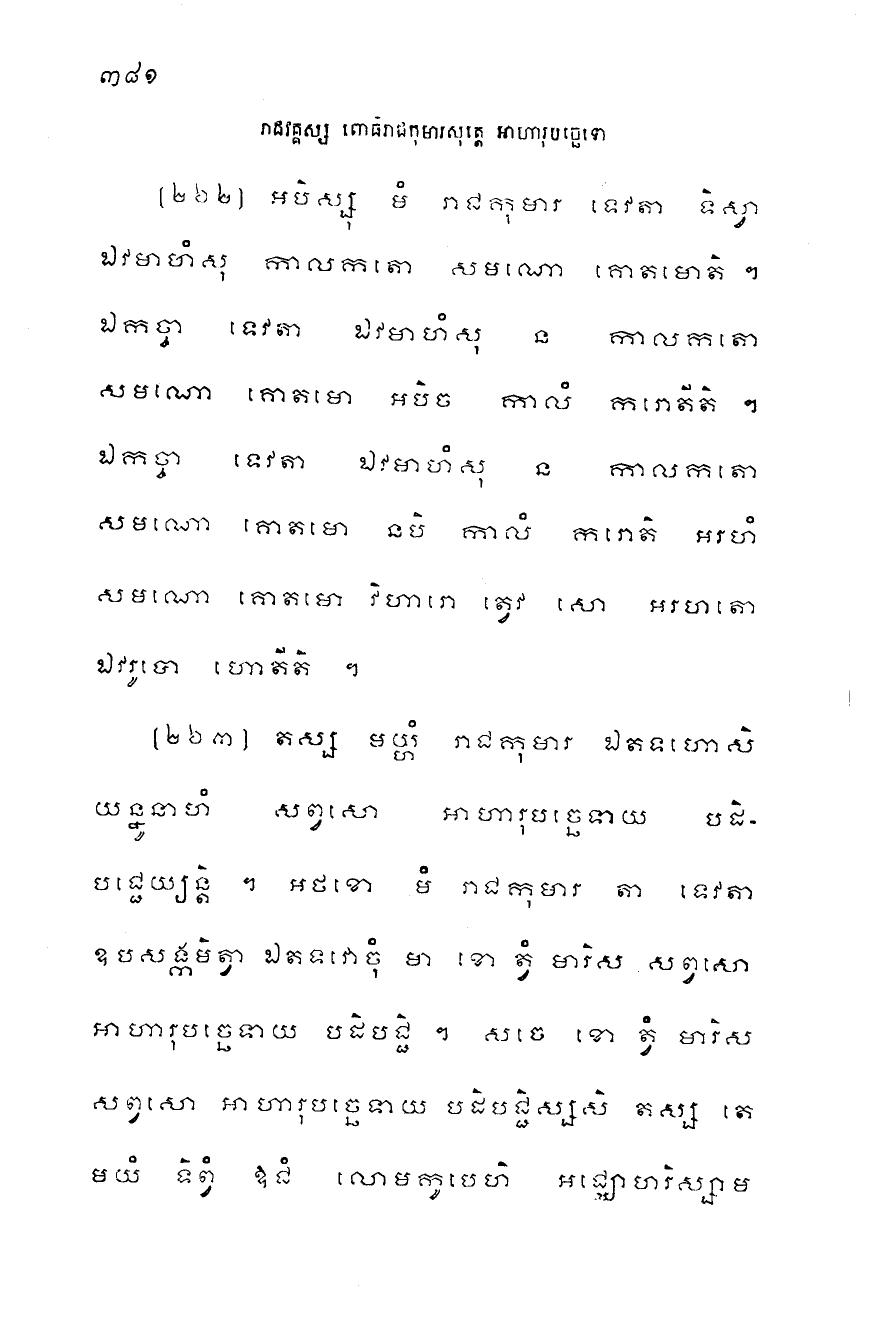 ៣៨១
រាជវគ្គស្ស ពោធិរាជកុមារសុត្តេ អាហារុបច្ឆេទោ
[២៦២] អបិស្សុ មំ រាជកុមារ ទេវតា ទិស្វា
ឯវមាហំសុ កាលកតោ សមណោ គោតមោតិ ។
ឯកច្ចា ទេវតា ឯវមាហំសុ ន កាលកតោ
សមណោ គោតមោ អបិច កាលំ ករោតីតិ ។
ឯកច្ចា ទេវតា ឯវមាហំសុ ន កាលកតោ
សមណោ គោតមោ នបិ កាលំ ករោតិ អរហំ
សមណោ គោតមោ វិហារោ ត្វេវ សោ អរហតោ
ឯវរូបោ ហោតីតិ ។
[២៦៣] តស្ស មយ្ហំ រាជកុមារ ឯតទហោសិ
យន្នូនាហំ សព្វសោ អាហារុបច្ឆេទាយ បដិ-
បជ្ជេយ្យន្តិ ។ អថខោ មំ រាជកុមារ តា ទេវតា
ឧបសង្កមិត្វា ឯតទវោចុំ មា ខោ ត្វំ មារិស សព្វសោ
អាហារុបច្ឆេទាយ បដិបជ្ជិ ។ សចេ ខោ ត្វំ មារិស
សព្វសោ អាហារុបច្ឆេទាយ បដិបជ្ជិស្សសិ តស្ស តេ
មយំ ទិព្វំ ឱជំ លោមកូបេហិ អជ្ឈោហរិស្សាម